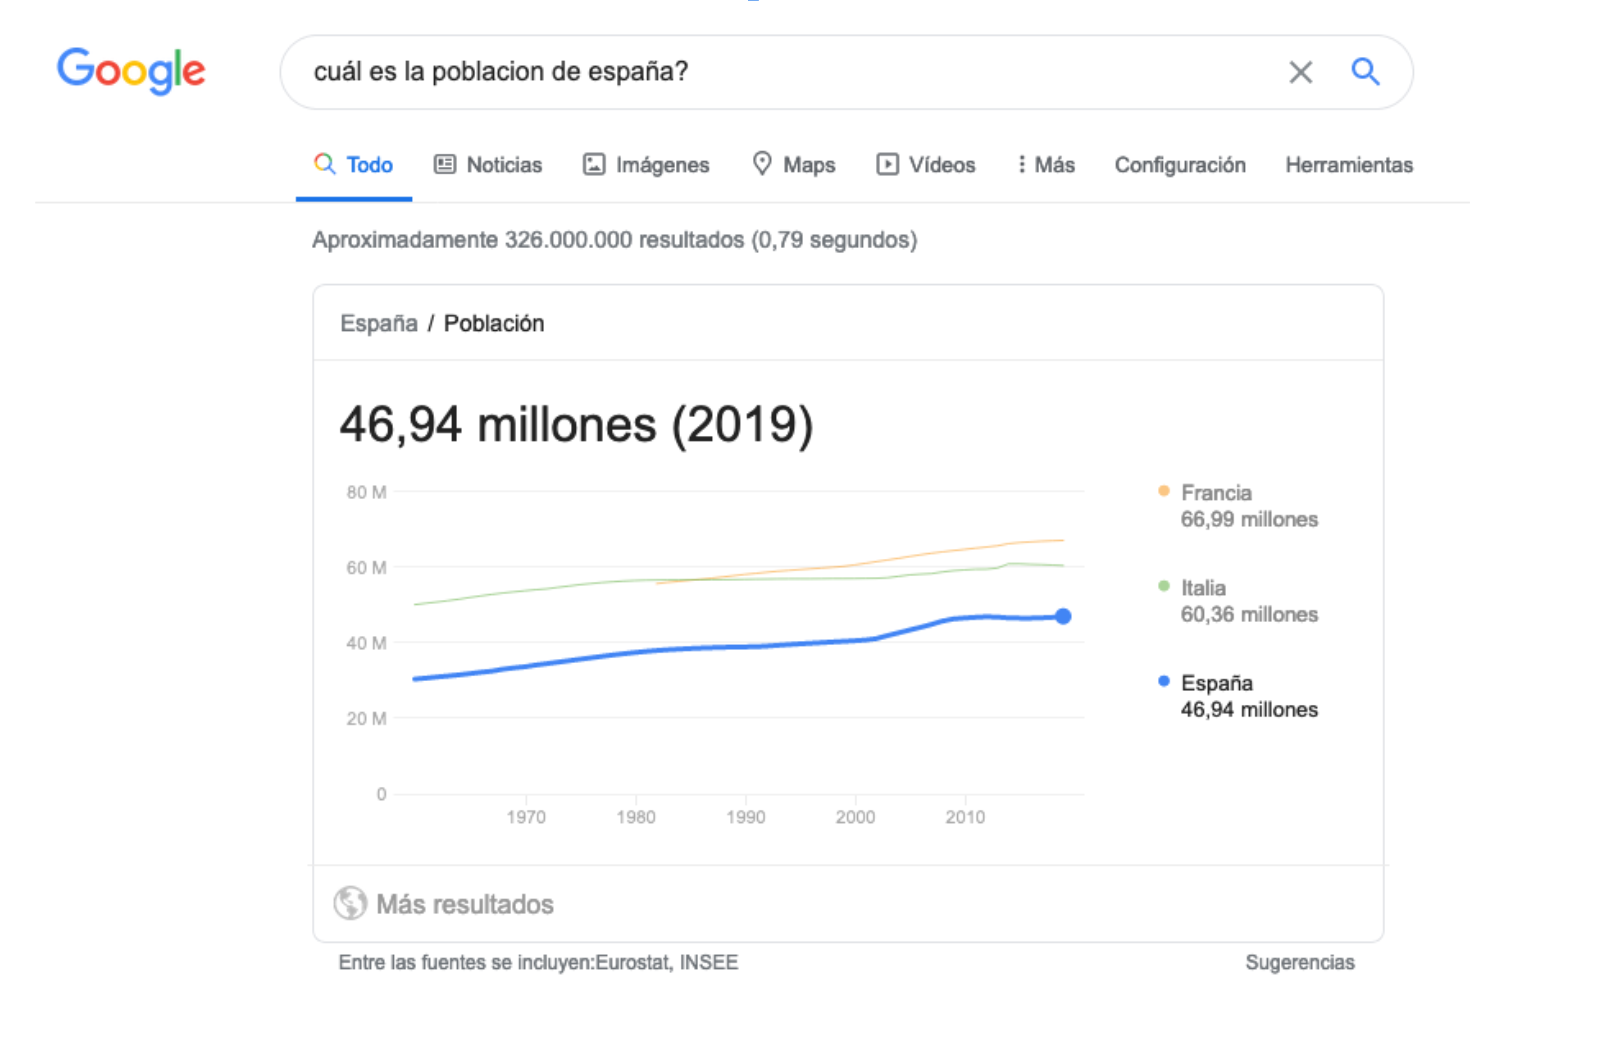 Google
cuál es la poblacion de españa?
Todo Noticias Imágenes Maps Vídeos Más Configuración Herramientas
Aproximadamente 326.000.000 resultados (0,79 segundos)
España / Población
46,94 millones (2019)
80 M
60 M
40 M
20 M
0
1970 1980 1990 2000 2010
Francia
66,99 millones
Italia
60,36 millones
España
46,94 millones
Más resultados
Entre las fuentes se incluyen:Eurostat, INSEE
Sugerencias